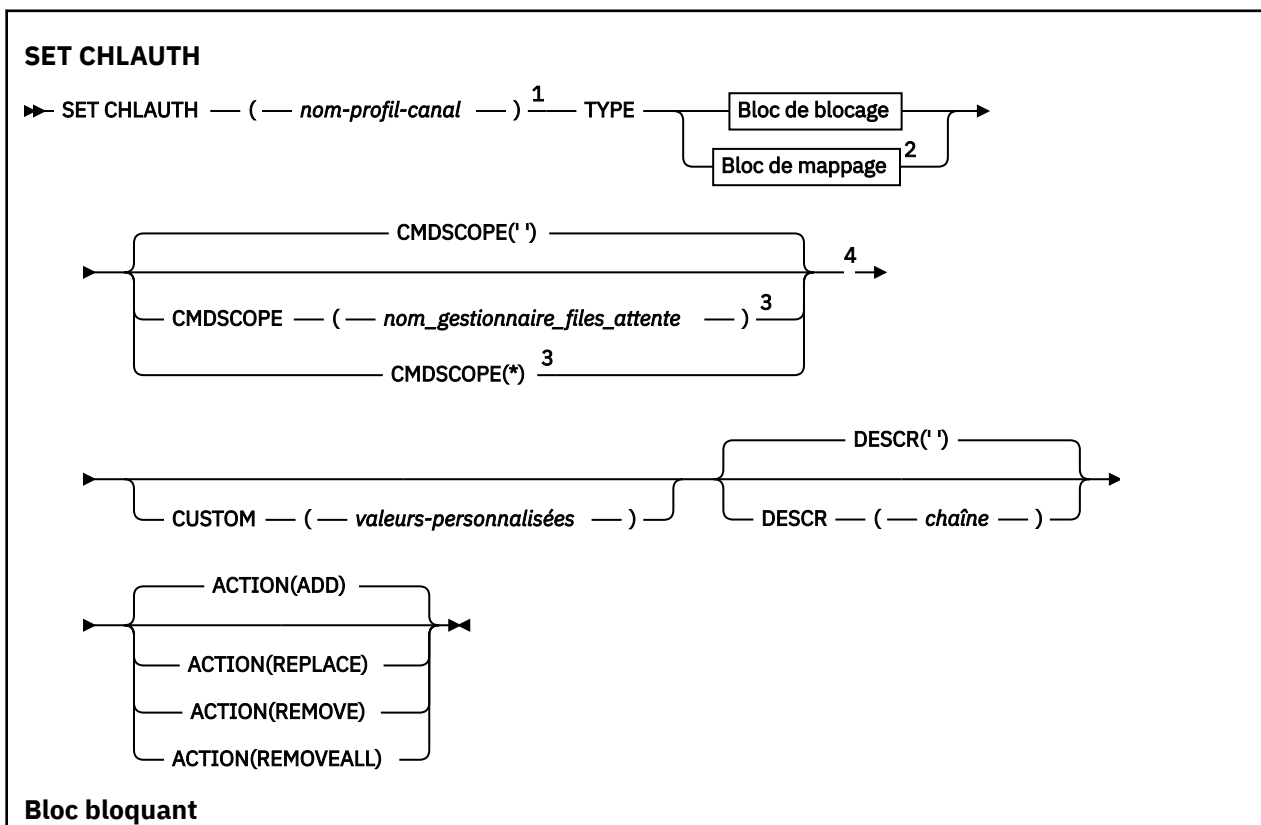 SET CHLAUTH
SET CHLAUTH — ( — nom-profil-canal — ) 1 TYPE Bloc de blocage
Bloc de mappage 2
CMDSCOPE(' ')
4
CMDSCOPE — ( — nom_gestionnaire_files_attente — ) 3
CMDSCOPE(*) 3
CUSTOM — ( — valeurs-personnalisées — )
DESCR(' ')
DESCR — ( — chaîne — )
ACTION(ADD)
ACTION(REPLACE)
ACTION(REMOVE)
ACTION(REMOVEALL)
Bloc bloquant